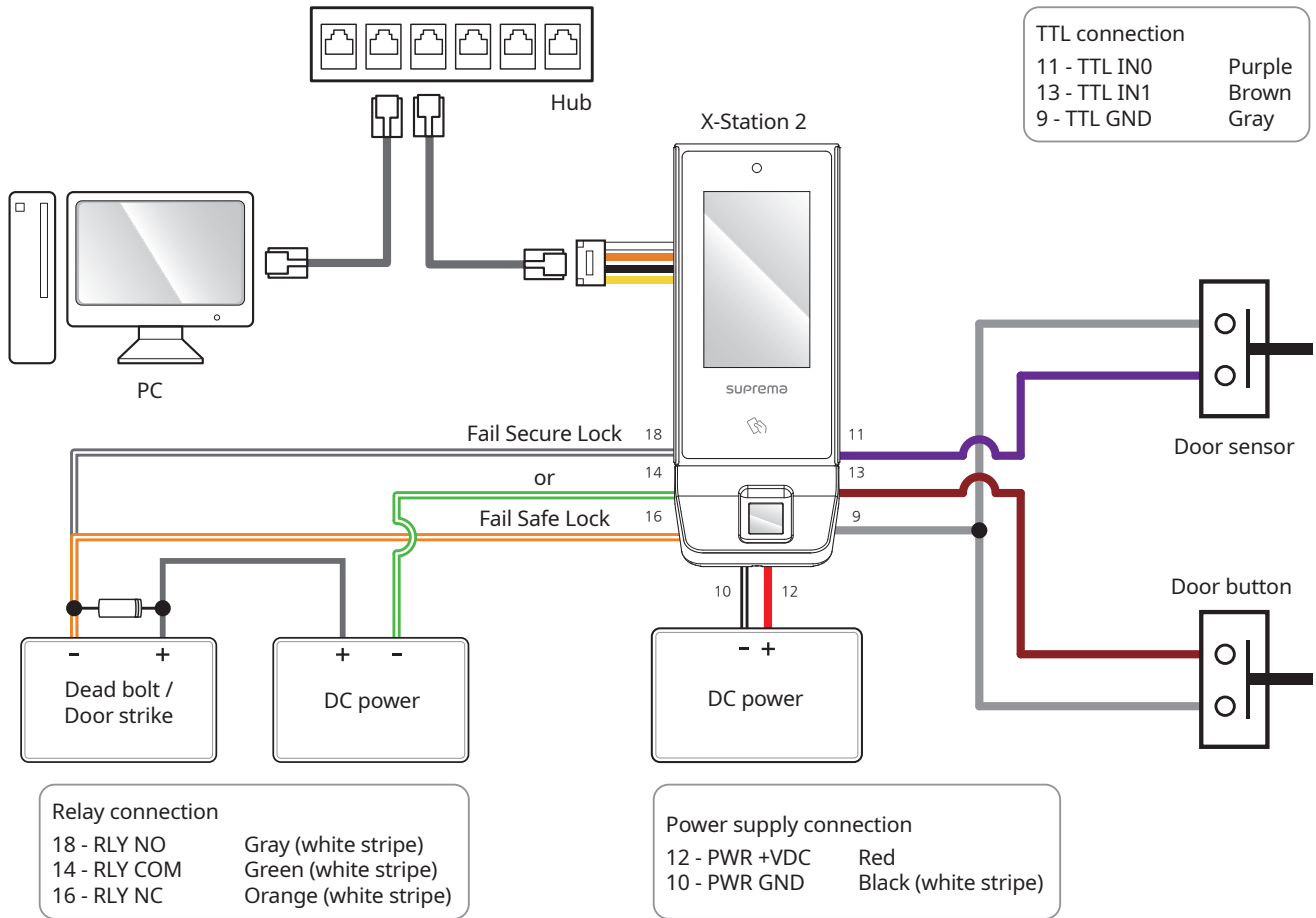 Hub
TTL connection
11 - TTL IN0 Purple
13 - TTL IN1 Brown
9 - TTL GND Gray
X-Station 2
PC
suprema
Fail Secure Lock 18
11
Door sensor
or 14
13
Fail Safe Lock 16
9
10 12
Door button
- +
Dead bolt /
Door strike
+ -
DC power
- +
DC power
Relay connection
18 - RLY NO Gray (white stripe)
14 - RLY COM Green (white stripe)
16 - RLY NC Orange (white stripe)
Power supply connection
12 - PWR +VDC Red
10 - PWR GND Black (white stripe)